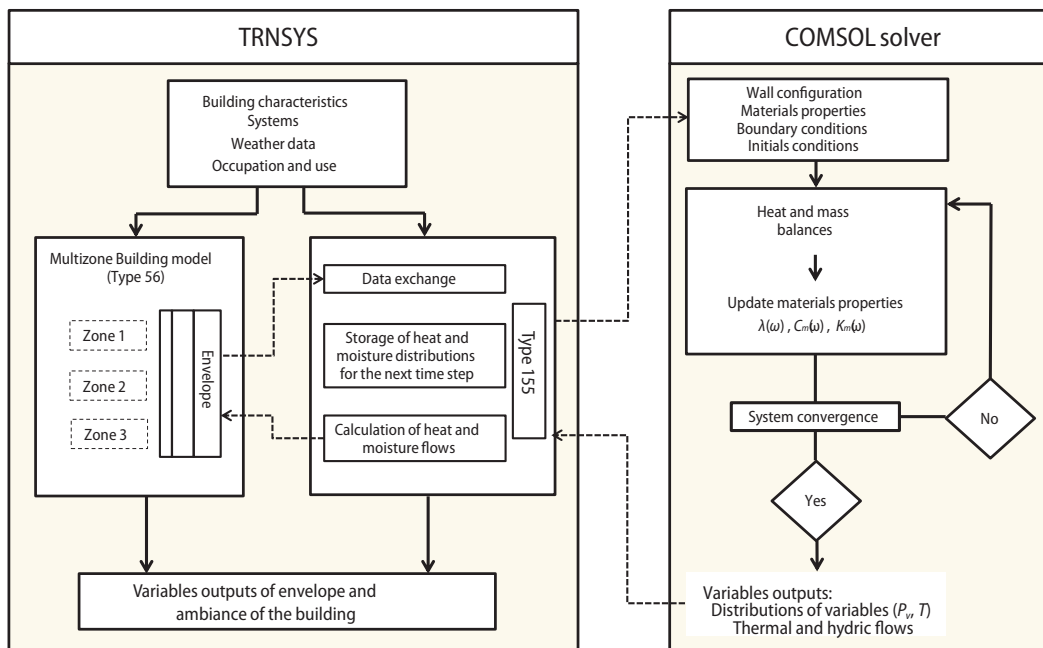 TRNSYS
Building characteristics
Systems
Weather data
Occupation and use
Multizone Building model
(Type 56)
Zone 1
Zone 2
Zone 3
Envelope
Data exchange
Storage of heat and
moisture distributions
for the next time step
Calculation of heat and
moisture flows
Type 155
Variables outputs of envelope and
ambiance of the building
COMSOL solver
Wall configuration
Materials properties
Boundary conditions
Initials conditions
Heat and mass
balances
Update materials properties
λ(ω) , Cm(ω) , Km(ω)
System convergence
No
Yes
Variables outputs:
Distributions of variables (Pv, T)
Thermal and hydric flows